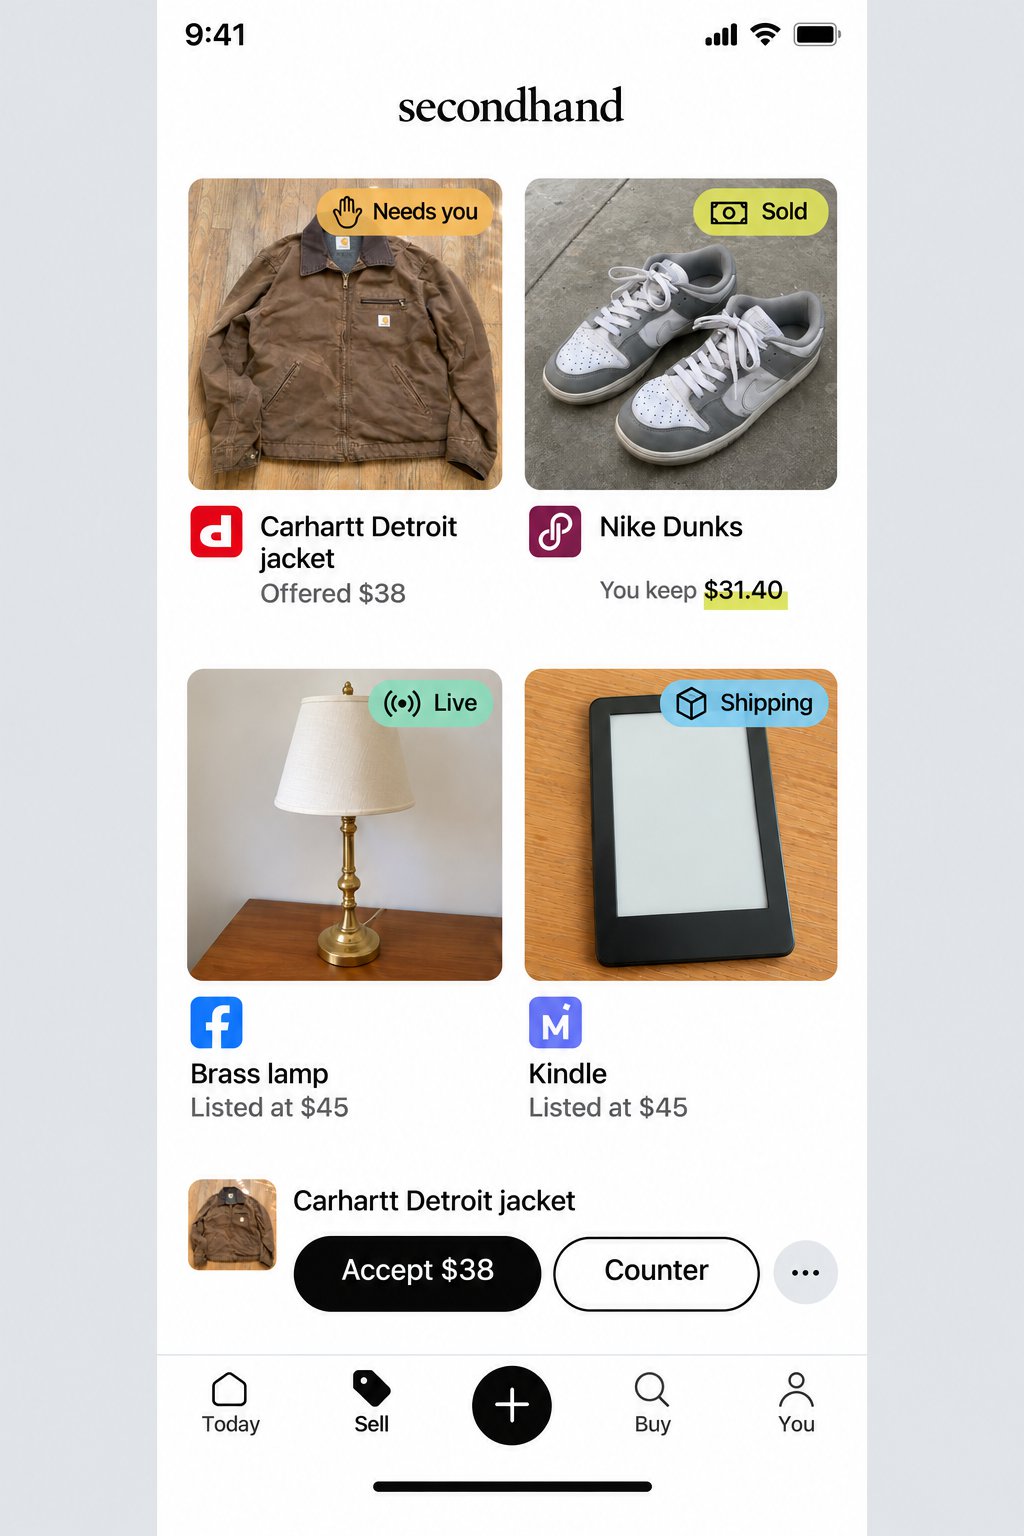 9:41
secondhand
Needs you
Sold
Carhartt Detroit
jacket
Offered $38
Nike Dunks
You keep $31.40
Live
Shipping
Brass lamp
Listed at $45
Kindle
Listed at $45
Carhartt Detroit jacket
Accept $38
Counter
Today
Sell
Buy
You